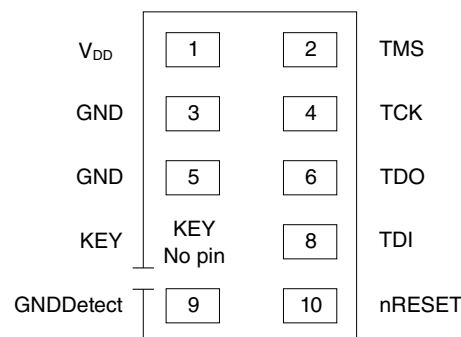 V_DD 1 2 TMS
GND 3 4 TCK
GND 5 6 TDO
KEY KEY No pin 8 TDI
GNDDetect 9 10 nRESET